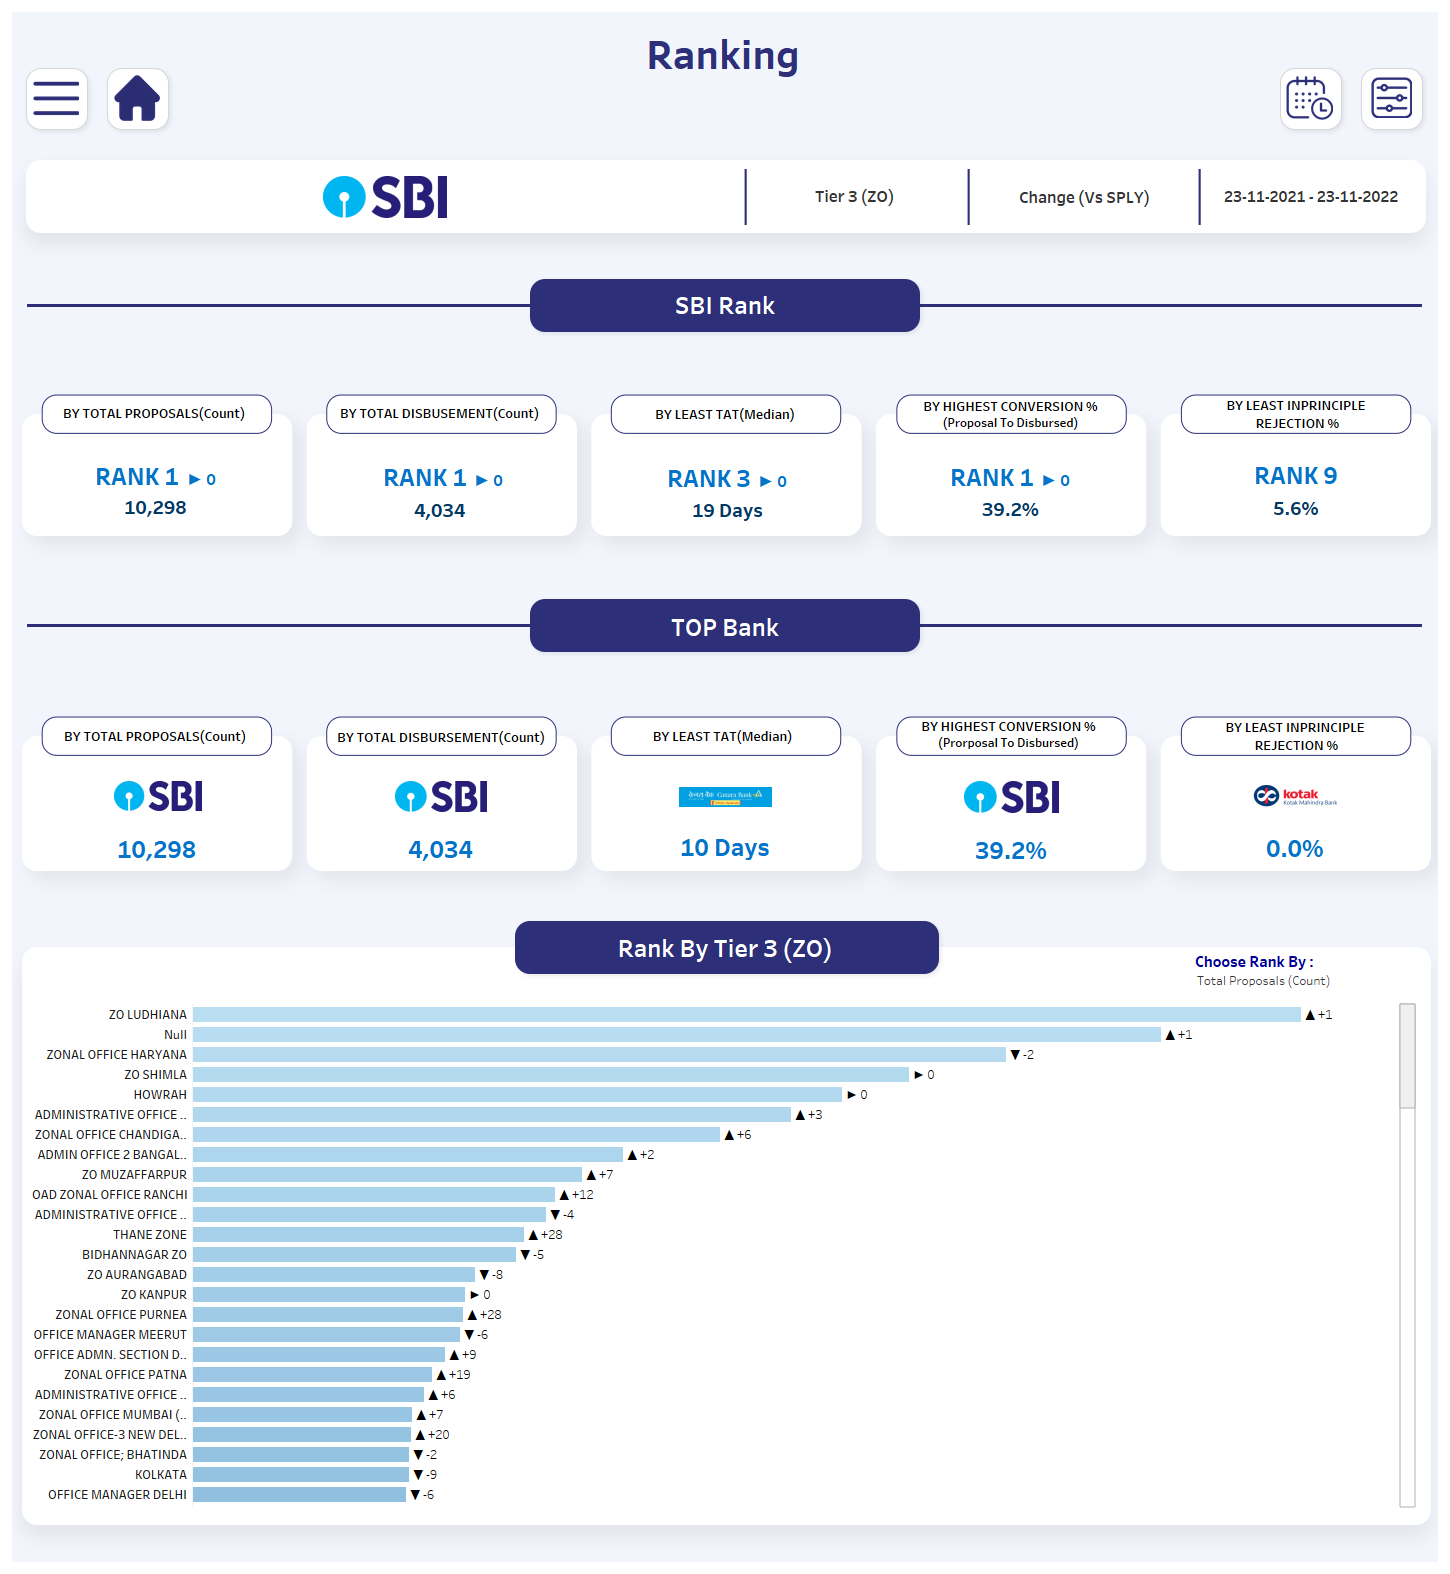 Ranking
SBI
Tier 3 (ZO)
Change (Vs SPLY)
23-11-2021 - 23-11-2022
SBI Rank
BY TOTAL PROPOSALS(Count)
RANK 1 ► 0
10,298
BY TOTAL DISBUSEMENT(Count)
RANK 1 ► 0
4,034
BY LEAST TAT(Median)
RANK 3 ► 0
19 Days
BY HIGHEST CONVERSION %
(Proposal To Disbursed)
RANK 1 ► 0
39.2%
BY LEAST INPRINCIPLE
REJECTION %
RANK 9
5.6%
TOP Bank
BY TOTAL PROPOSALS(Count)
SBI
10,298
BY TOTAL DISBURSEMENT(Count)
SBI
4,034
BY LEAST TAT(Median)
केनरा बैंक Canara Bank
10 Days
BY HIGHEST CONVERSION %
(Prorposal To Disbursed)
SBI
39.2%
BY LEAST INPRINCIPLE
REJECTION %
kotak
Kotak Mahindra Bank
0.0%
Rank By Tier 3 (ZO)
Choose Rank By :
Total Proposals (Count)
ZO LUDHIANA ▲ +1
Null ▲ +1
ZONAL OFFICE HARYANA ▼ -2
ZO SHIMLA ► 0
HOWRAH ► 0
ADMINISTRATIVE OFFICE .. ▲ +3
ZONAL OFFICE CHANDIGA.. ▲ +6
ADMIN OFFICE 2 BANGAL.. ▲ +2
ZO MUZAFFARPUR ▲ +7
OAD ZONAL OFFICE RANCHI ▲ +12
ADMINISTRATIVE OFFICE .. ▼ -4
THANE ZONE ▲ +28
BIDHANNAGAR ZO ▼ -5
ZO AURANGABAD ▼ -8
ZO KANPUR ► 0
ZONAL OFFICE PURNEA ▲ +28
OFFICE MANAGER MEERUT ▼ -6
OFFICE ADMN. SECTION D.. ▲ +9
ZONAL OFFICE PATNA ▲ +19
ADMINISTRATIVE OFFICE .. ▲ +6
ZONAL OFFICE MUMBAI (.. ▲ +7
ZONAL OFFICE-3 NEW DEL.. ▲ +20
ZONAL OFFICE; BHATINDA ▼ -2
KOLKATA ▼ -9
OFFICE MANAGER DELHI ▼ -6